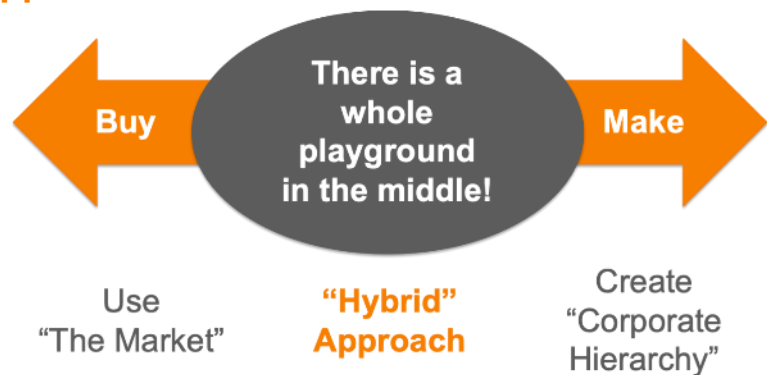 Buy
There is a
whole
playground
in the middle!
Make
Use
“The Market”
“Hybrid”
Approach
Create
“Corporate
Hierarchy”